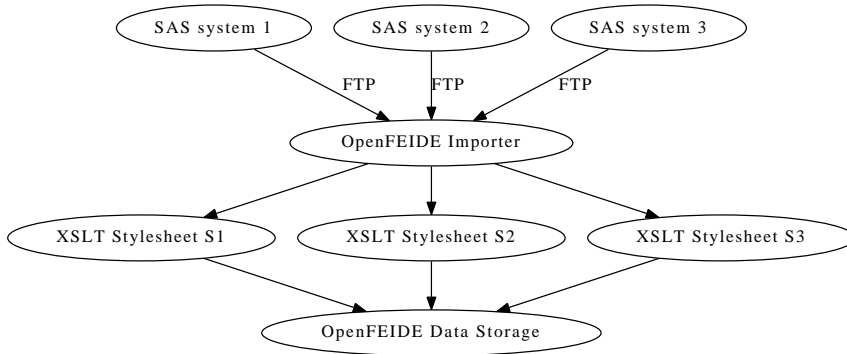 SAS system 1
SAS system 2
SAS system 3
FTP
FTP
FTP
OpenFEIDE Importer
XSLT Stylesheet S1
XSLT Stylesheet S2
XSLT Stylesheet S3
OpenFEIDE Data Storage